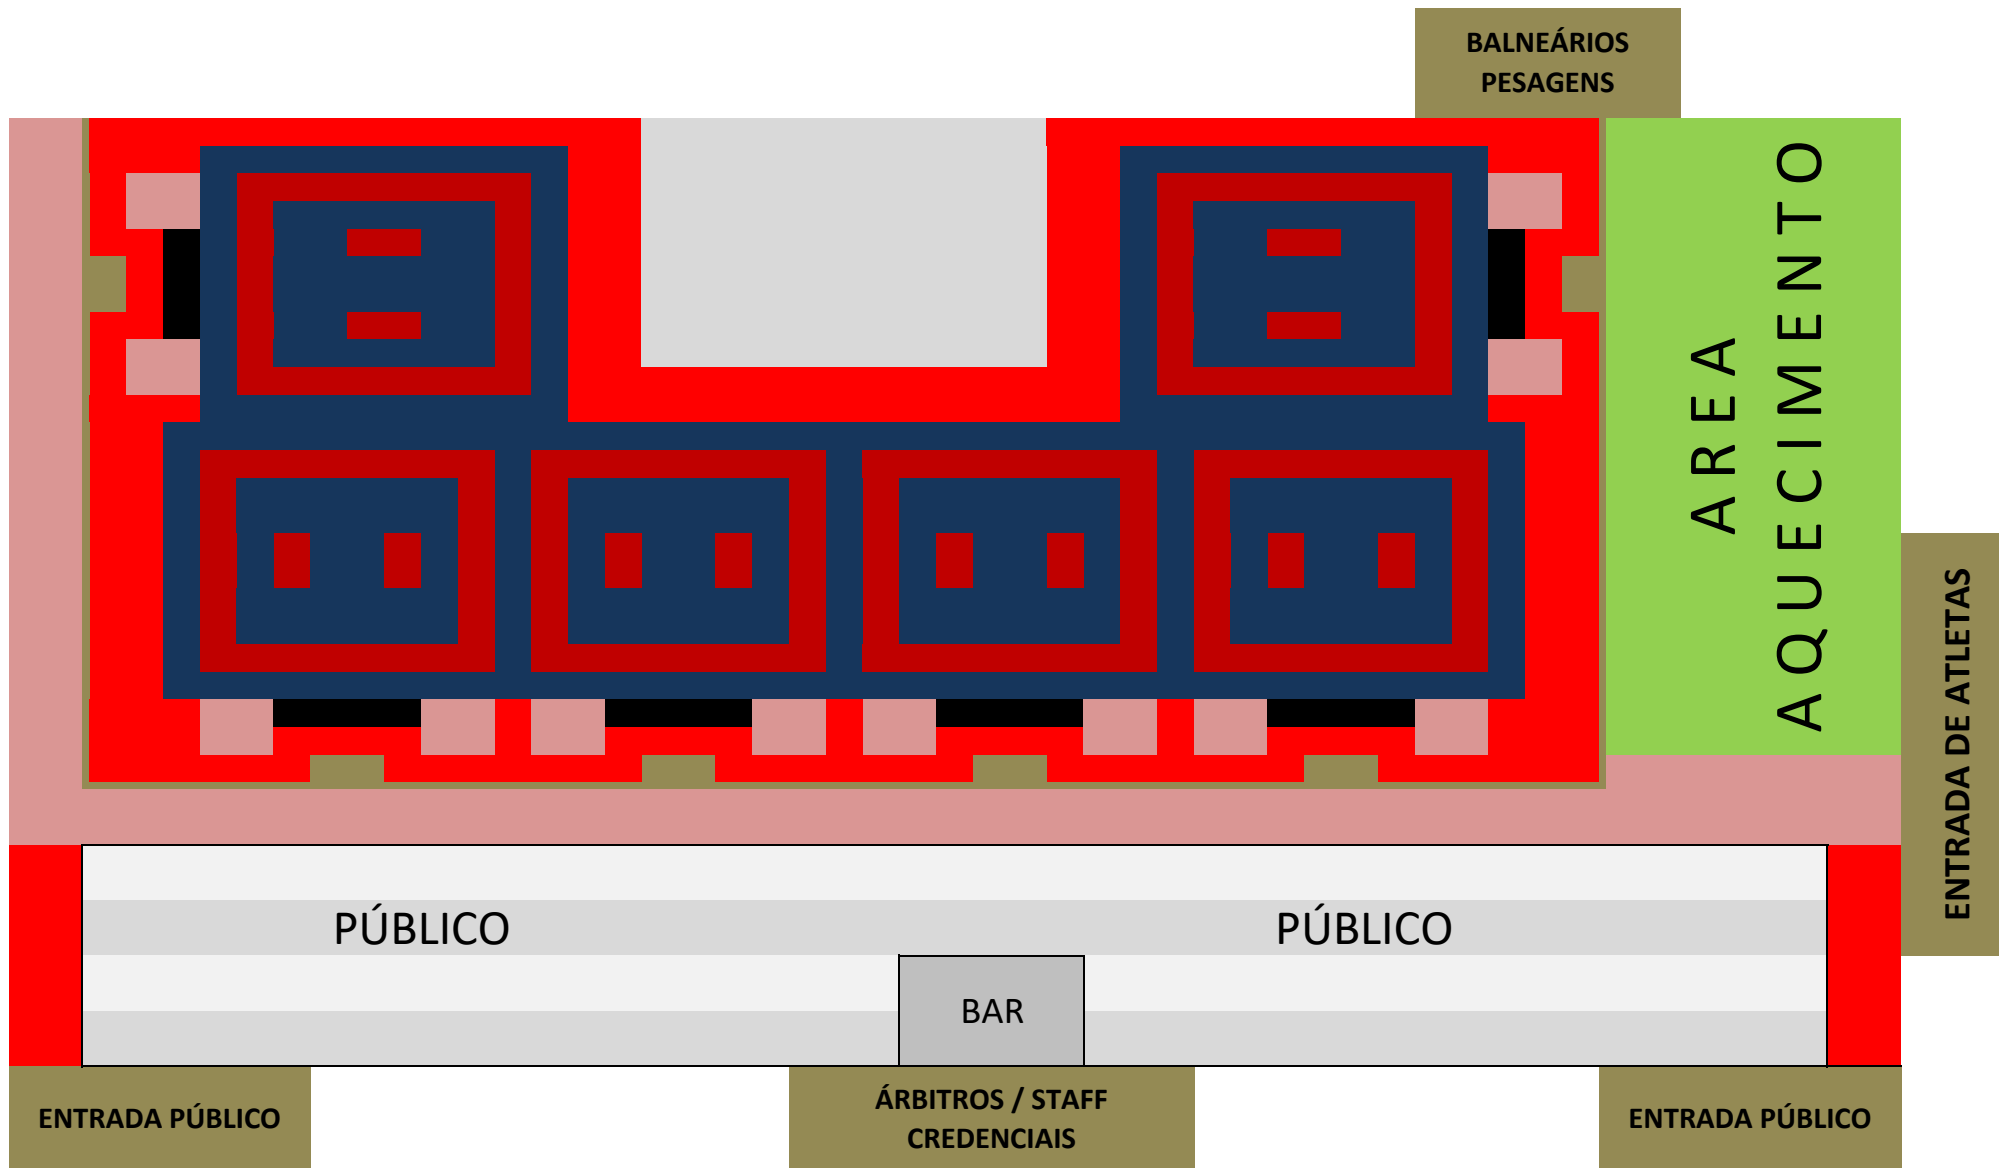 BALNEÁRIOS
PESAGENS
AREA
AQUECIMENTO
ENTRADA DE ATLETAS
PÚBLICO
PÚBLICO
BAR
ENTRADA PÚBLICO
ÁRBITROS / STAFF
CREDENCIAIS
ENTRADA PÚBLICO